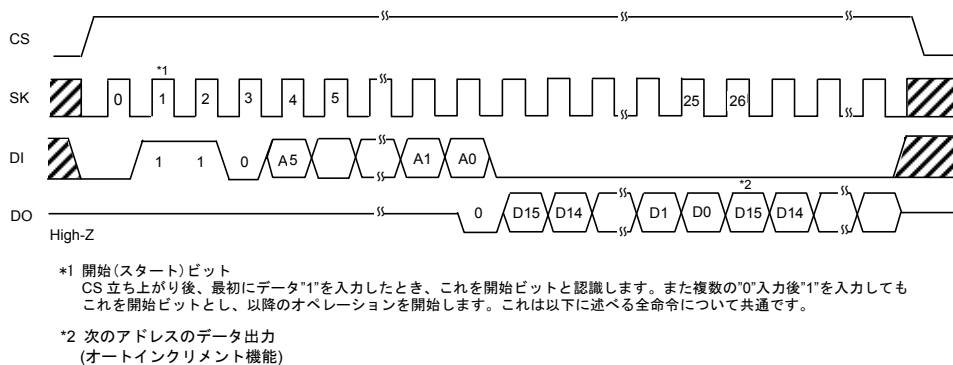 CS
*1
SK 0 1 2 3 4 5 25 26
DI 1 1 0 A5 A1 A0
*2
DO 0 D15 D14 D1 D0 D15 D14
High-Z
*1 開始(スタート)ビット
CS 立ち上がり後、最初にデータ"1"を入力したとき、これを開始ビットと認識します。また複数の"0"入力後"1"を入力しても
これを開始ビットとし、以降のオペレーションを開始します。これは以下に述べる全命令について共通です。
*2 次のアドレスのデータ出力
(オートインクリメント機能)